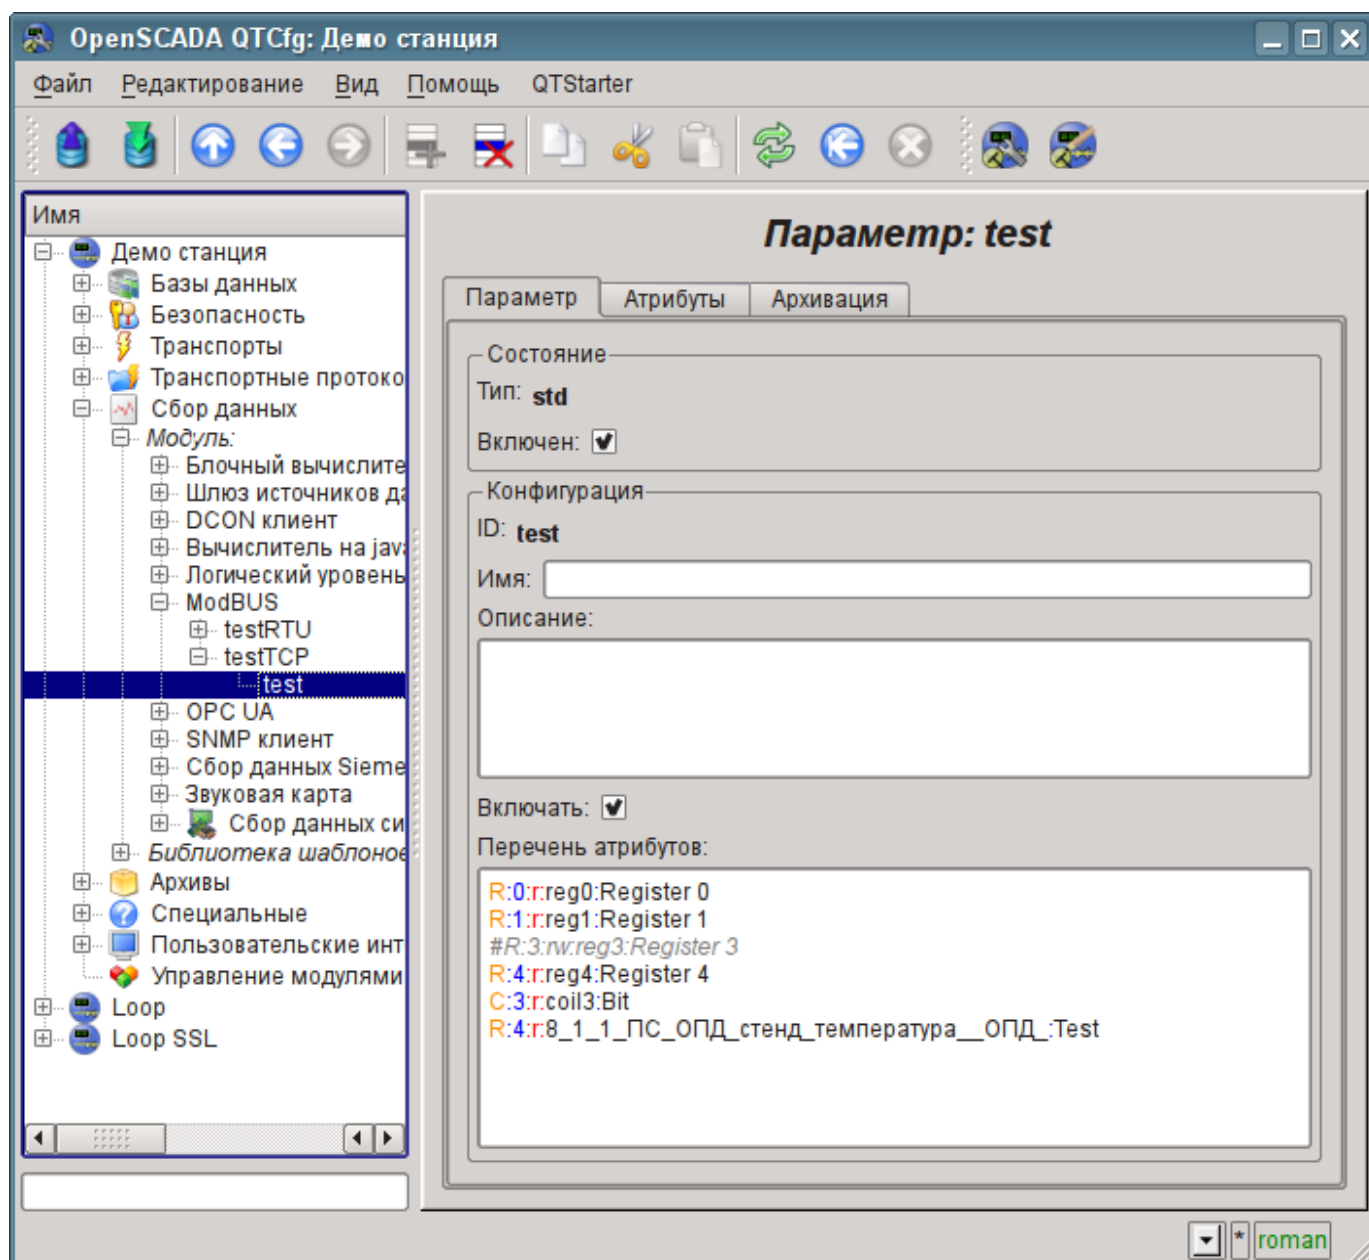 OpenSCADA QTCfg: Демо станция
Файл Редактирование Вид Помощь QTStarter
Имя
Демо станция
Базы данных
Безопасность
Транспорты
Транспортные протоко
Сбор данных
Модуль:
Блочный вычислите
Шлюз источников да
DCON клиент
Вычислитель на java
Логический уровень
ModBUS
testRTU
testTCP
test
OPC UA
SNMP клиент
Сбор данных Sieme
Звуковая карта
Сбор данных си
Библиотека шаблонов
Архивы
Специальные
Пользовательские инт
Управление модулями
Loop
Loop SSL
Параметр: test
Параметр Атрибуты Архивация
Состояние
Тип: std
Включен:
Конфигурация
ID: test
Имя:
Описание:
Включать:
Перечень атрибутов:
R:0:r:reg0:Register 0
R:1:r:reg1:Register 1
#R:3:rw:reg3:Register 3
R:4:r:reg4:Register 4
C:3:r:coil3:Bit
R:4:r:8_1_1_ПС_ОПД_стенд_температура__ОПД_:Test
* roman